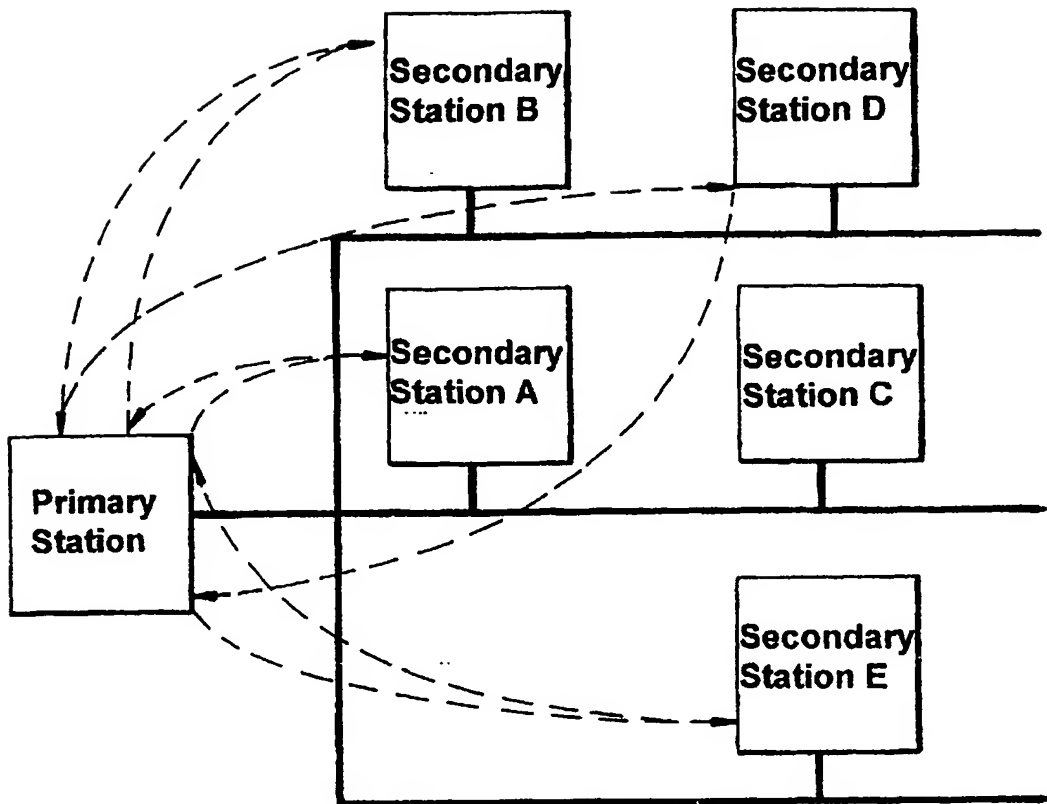 Secondary
Station B
Secondary
Station D
Secondary
Station A
Secondary
Station C
Primary
Station
Secondary
Station E